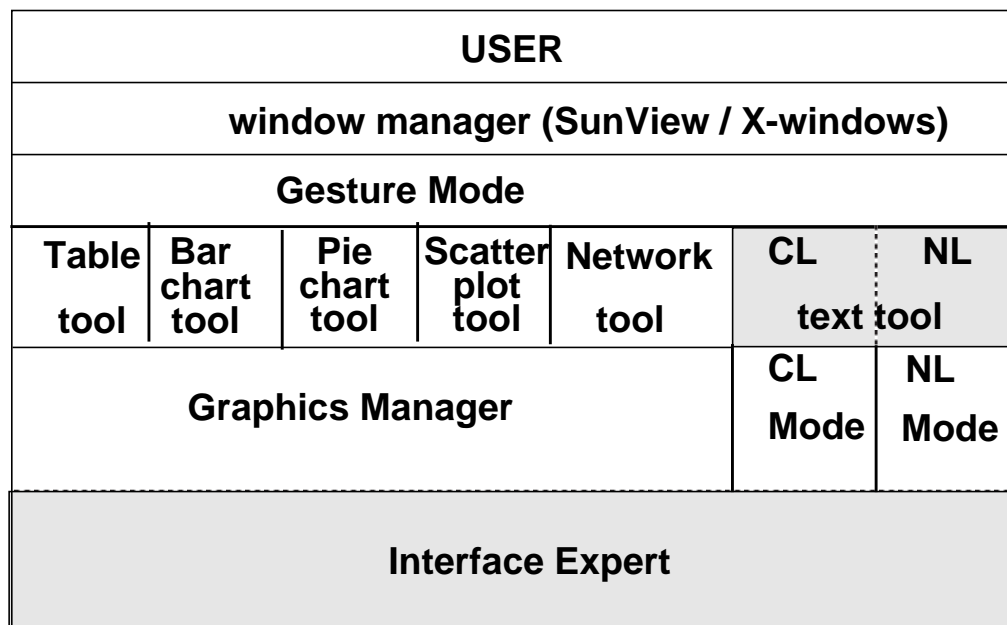 USER
window manager (SunView / X-windows)
Gesture Mode
Table
tool
Bar
chart
tool
Pie
chart
tool
Scatter
plot
tool
Network
tool
CL
NL
text tool
Graphics Manager
CL
Mode
NL
Mode
Interface Expert